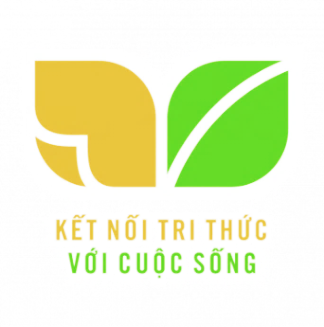 KẾT NỐI TRI THỨC
VỚI CUỘC SỐNG